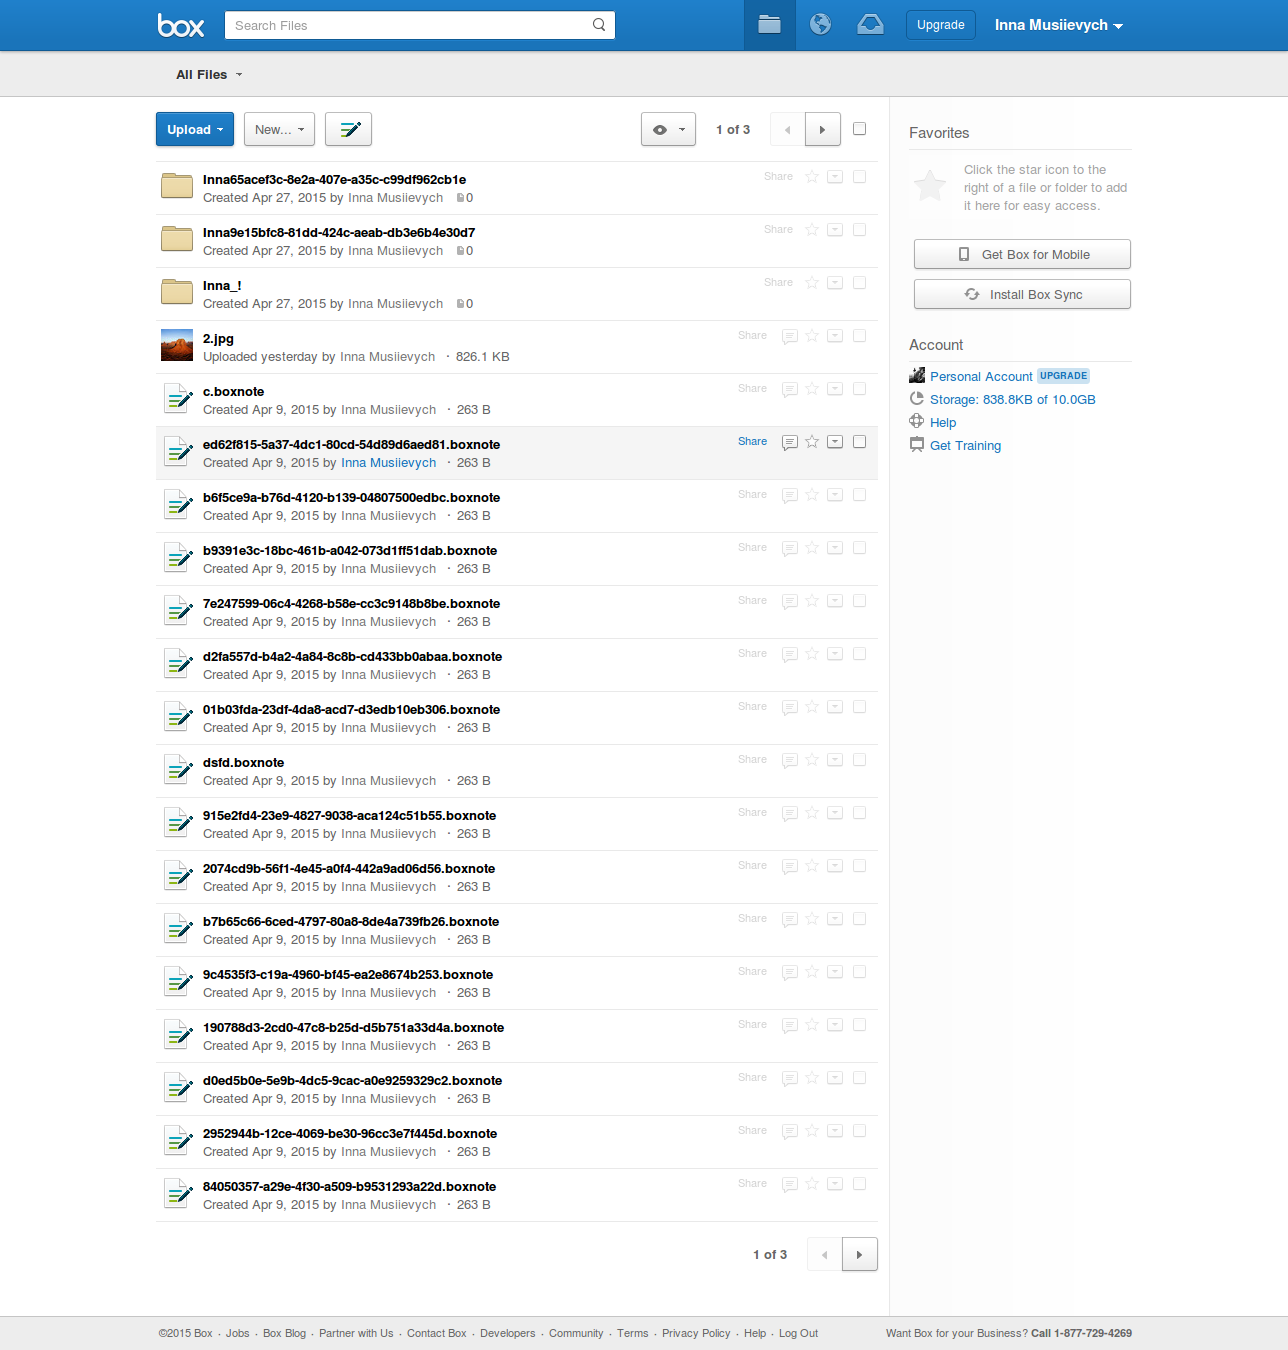 box
Search Files
Upgrade
Inna Musiievych
All Files
Upload
New...
1 of 3
Inna65acef3c-8e2a-407e-a35c-c99df962cb1e
Share
Created Apr 27, 2015 by Inna Musiievych 0
Inna9e15bfc8-81dd-424c-aeab-db3e6b4e30d7
Share
Created Apr 27, 2015 by Inna Musiievych 0
Inna_!
Share
Created Apr 27, 2015 by Inna Musiievych 0
2.jpg
Share
Uploaded yesterday by Inna Musiievych · 826.1 KB
c.boxnote
Share
Created Apr 9, 2015 by Inna Musiievych · 263 B
ed62f815-5a37-4dc1-80cd-54d89d6aed81.boxnote
Share
Created Apr 9, 2015 by Inna Musiievych · 263 B
b6f5ce9a-b76d-4120-b139-04807500edbc.boxnote
Share
Created Apr 9, 2015 by Inna Musiievych · 263 B
b9391e3c-18bc-461b-a042-073d1ff51dab.boxnote
Share
Created Apr 9, 2015 by Inna Musiievych · 263 B
7e247599-06c4-4268-b58e-cc3c9148b8be.boxnote
Share
Created Apr 9, 2015 by Inna Musiievych · 263 B
d2fa557d-b4a2-4a84-8c8b-cd433bb0abaa.boxnote
Share
Created Apr 9, 2015 by Inna Musiievych · 263 B
01b03fda-23df-4da8-acd7-d3edb10eb306.boxnote
Share
Created Apr 9, 2015 by Inna Musiievych · 263 B
dsfd.boxnote
Share
Created Apr 9, 2015 by Inna Musiievych · 263 B
915e2fd4-23e9-4827-9038-aca124c51b55.boxnote
Share
Created Apr 9, 2015 by Inna Musiievych · 263 B
2074cd9b-56f1-4e45-a0f4-442a9ad06d56.boxnote
Share
Created Apr 9, 2015 by Inna Musiievych · 263 B
b7b65c66-6ced-4797-80a8-8de4a739fb26.boxnote
Share
Created Apr 9, 2015 by Inna Musiievych · 263 B
9c4535f3-c19a-4960-bf45-ea2e8674b253.boxnote
Share
Created Apr 9, 2015 by Inna Musiievych · 263 B
190788d3-2cd0-47c8-b25d-d5b751a33d4a.boxnote
Share
Created Apr 9, 2015 by Inna Musiievych · 263 B
d0ed5b0e-5e9b-4dc5-9cac-a0e9259329c2.boxnote
Share
Created Apr 9, 2015 by Inna Musiievych · 263 B
2952944b-12ce-4069-be30-96cc3e7f445d.boxnote
Share
Created Apr 9, 2015 by Inna Musiievych · 263 B
84050357-a29e-4f30-a509-b9531293a22d.boxnote
Share
Created Apr 9, 2015 by Inna Musiievych · 263 B
1 of 3
Favorites
Click the star icon to the
right of a file or folder to add
it here for easy access.
Get Box for Mobile
Install Box Sync
Account
Personal Account UPGRADE
Storage: 838.8KB of 10.0GB
Help
Get Training
©2015 Box · Jobs · Box Blog · Partner with Us · Contact Box · Developers · Community · Terms · Privacy Policy · Help · Log Out
Want Box for your Business? Call 1-877-729-4269